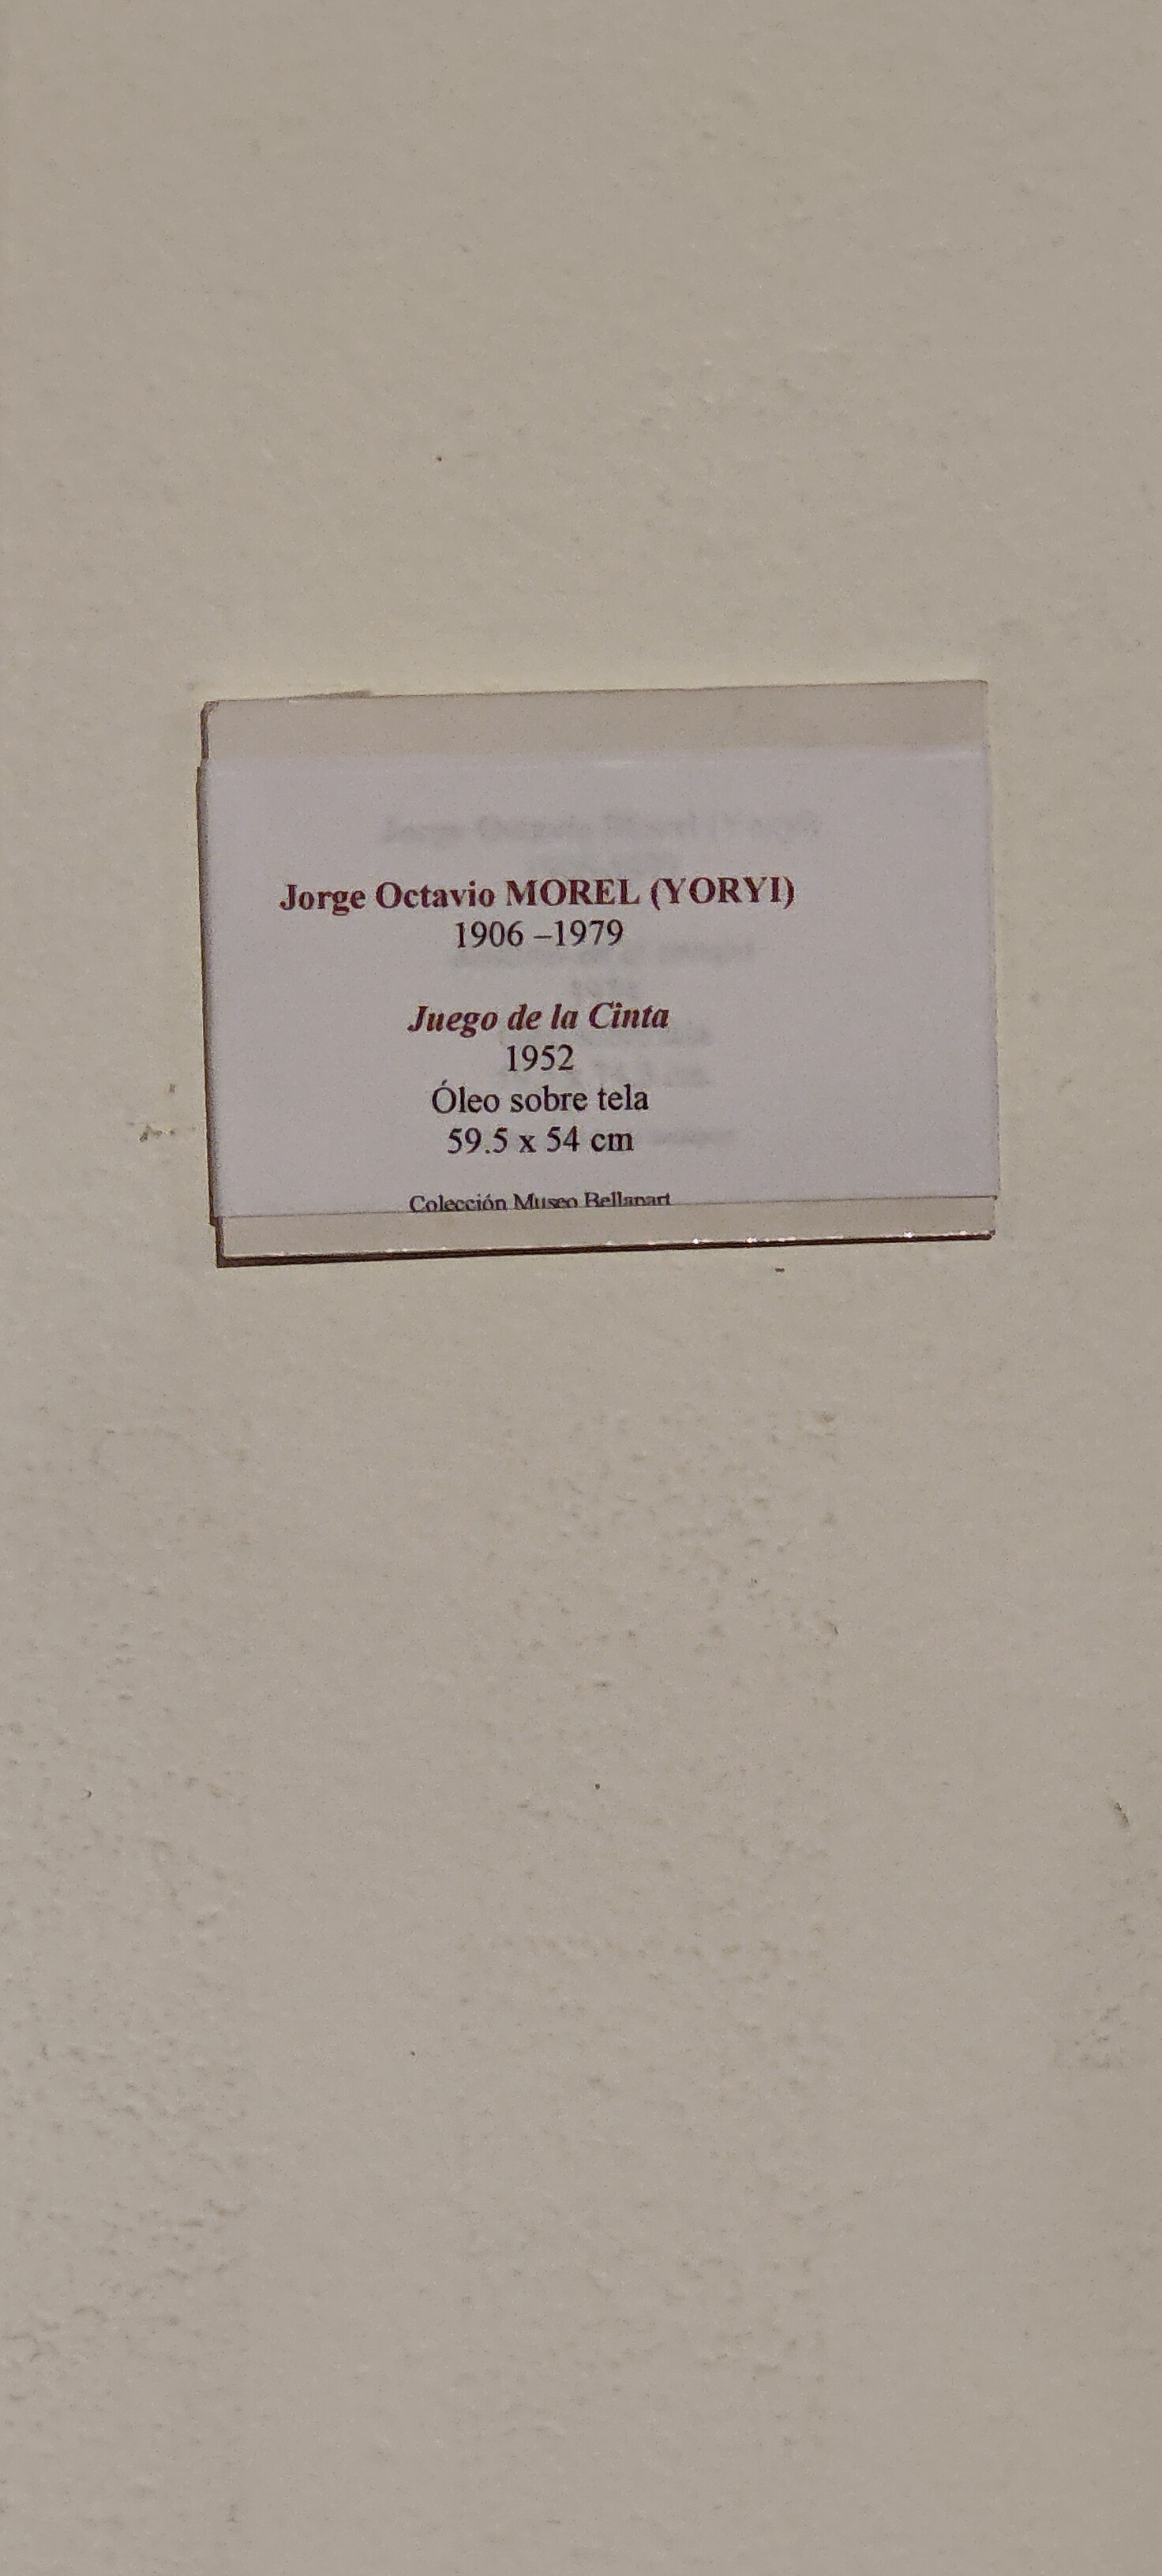 Jorge Octavio MOREL (YORYI)
1906 –1979
Juego de la Cinta
1952
Óleo sobre tela
59.5 x 54 cm
Colección Museo Bellapart